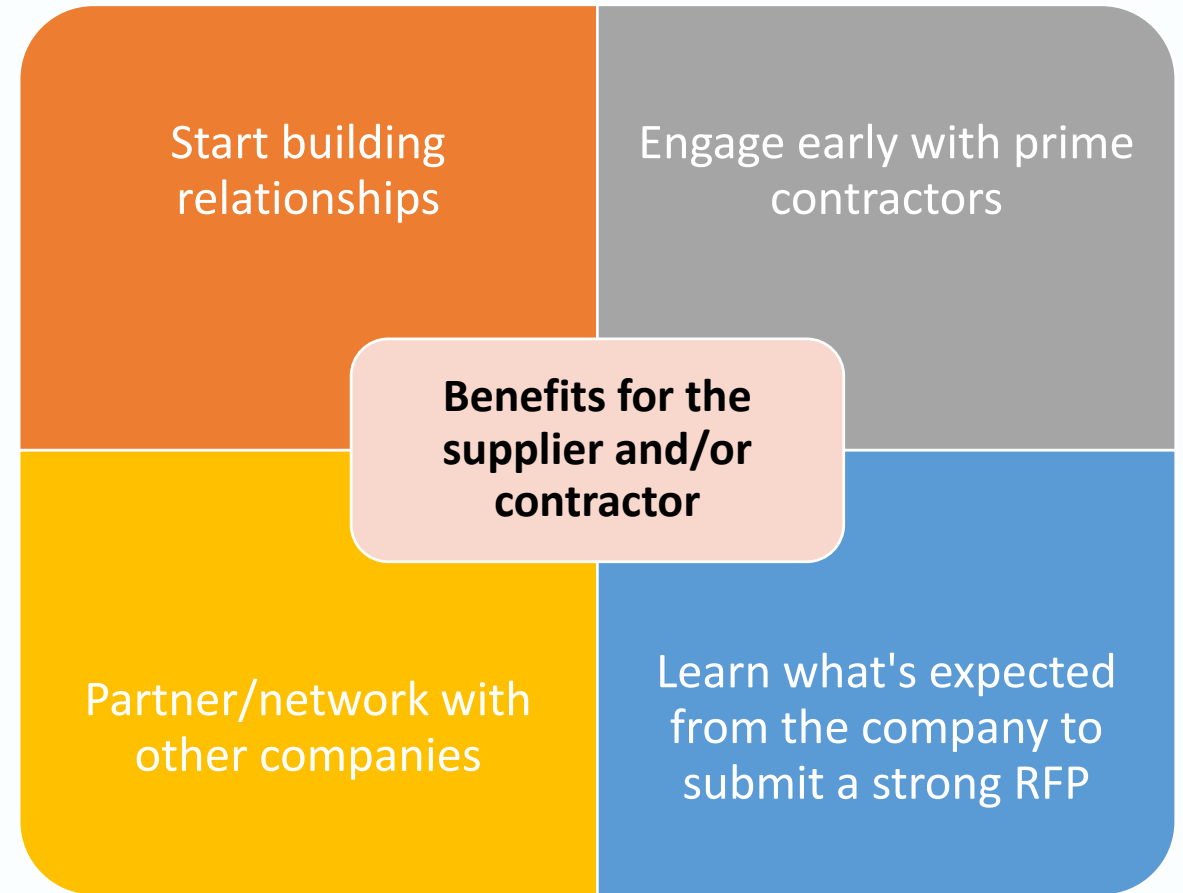 Start building
relationships
Engage early with prime
contractors
Benefits for the
supplier and/or
contractor
Partner/network with
other companies
Learn what's expected
from the company to
submit a strong RFP